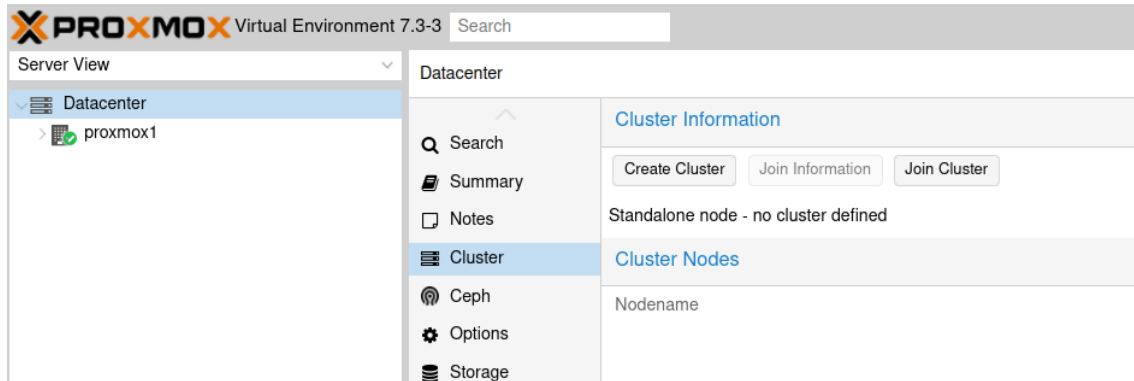 PROXMOX Virtual Environment 7.3-3 Search
Server View
Datacenter
proxmox1
Datacenter
Search
Summary
Notes
Cluster
Ceph
Options
Storage
Cluster Information
Create Cluster Join Information Join Cluster
Standalone node - no cluster defined
Cluster Nodes
Nodename